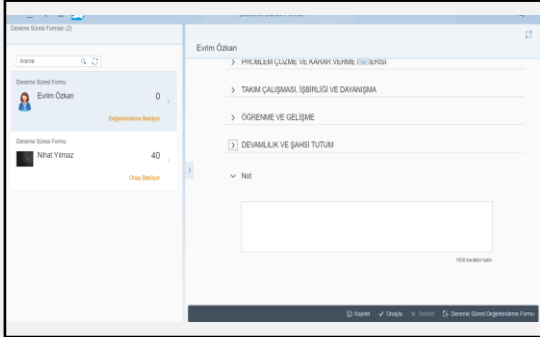 Deneme Süresi Formları (2)
Arama
Deneme Süresi Formu
Evrim Özkan
0
Değerlendirme Bekliyor
Deneme Süresi Formu
Nihat Yılmaz
40
Onay Bekliyor
Evrim Özkan
PROBLEM ÇÖZME VE KARAR VERME
TAKIM ÇALIŞMASI, İŞBİRLİĞİ VE DAYANIŞMA
ÖĞRENME VE GELİŞME
DEVAMLILIK VE ŞAHSİ TUTUM
Not
1000 karakter kaldı
Kaydet
Onayla
Reddet
Deneme Süresi Değerlendirme Formu